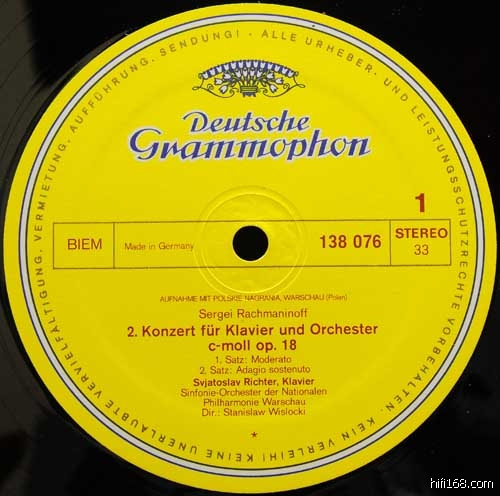 ALLE URHEBER- UND LEISTUNGSSCHUTZRECHTE VORBEHALTEN · KEIN VERLEIH! KEINE UNERLAUBTE VERVIELFÄLTIGUNG, VERMIETUNG, AUFFÜHRUNG, SENDUNG! ·
Deutsche
Grammophon
1
BIEM
Made in Germany
138 076
STEREO
33
AUFNAHME MIT POLSKIE NAGRANIA, WARSCHAU (Polen)
Sergei Rachmaninoff
2. Konzert für Klavier und Orchester
c-moll op. 18
1. Satz: Moderato
2. Satz: Adagio sostenuto
Svjatoslav Richter, Klavier
Sinfonie-Orchester der Nationalen
Philharmonie Warschau
Dir.: Stanislaw Wislocki
*
hifi168.com